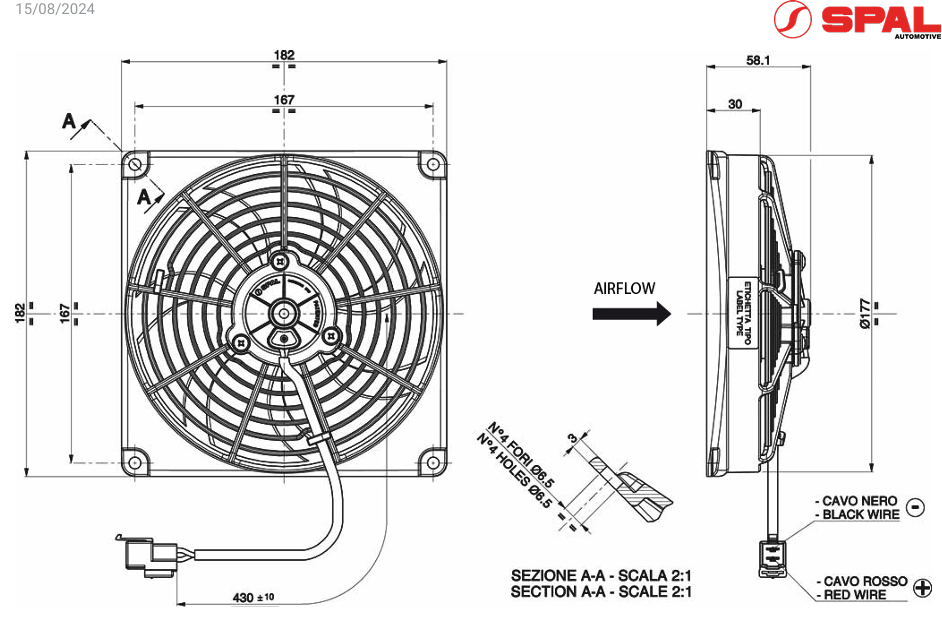 15/08/2024
SPAL
AUTOMOTIVE
182
167
58.1
30
A
A
182
167
SPAL
AIRFLOW
ETICHETTA TIPO
LABEL TYPE
Ø177
3
N°4 FORI Ø6.5
N°4 HOLES Ø6.5
- CAVO NERO
- BLACK WIRE
-
SEZIONE A-A - SCALA 2:1
SECTION A-A - SCALE 2:1
- CAVO ROSSO
- RED WIRE
+
430 ±10